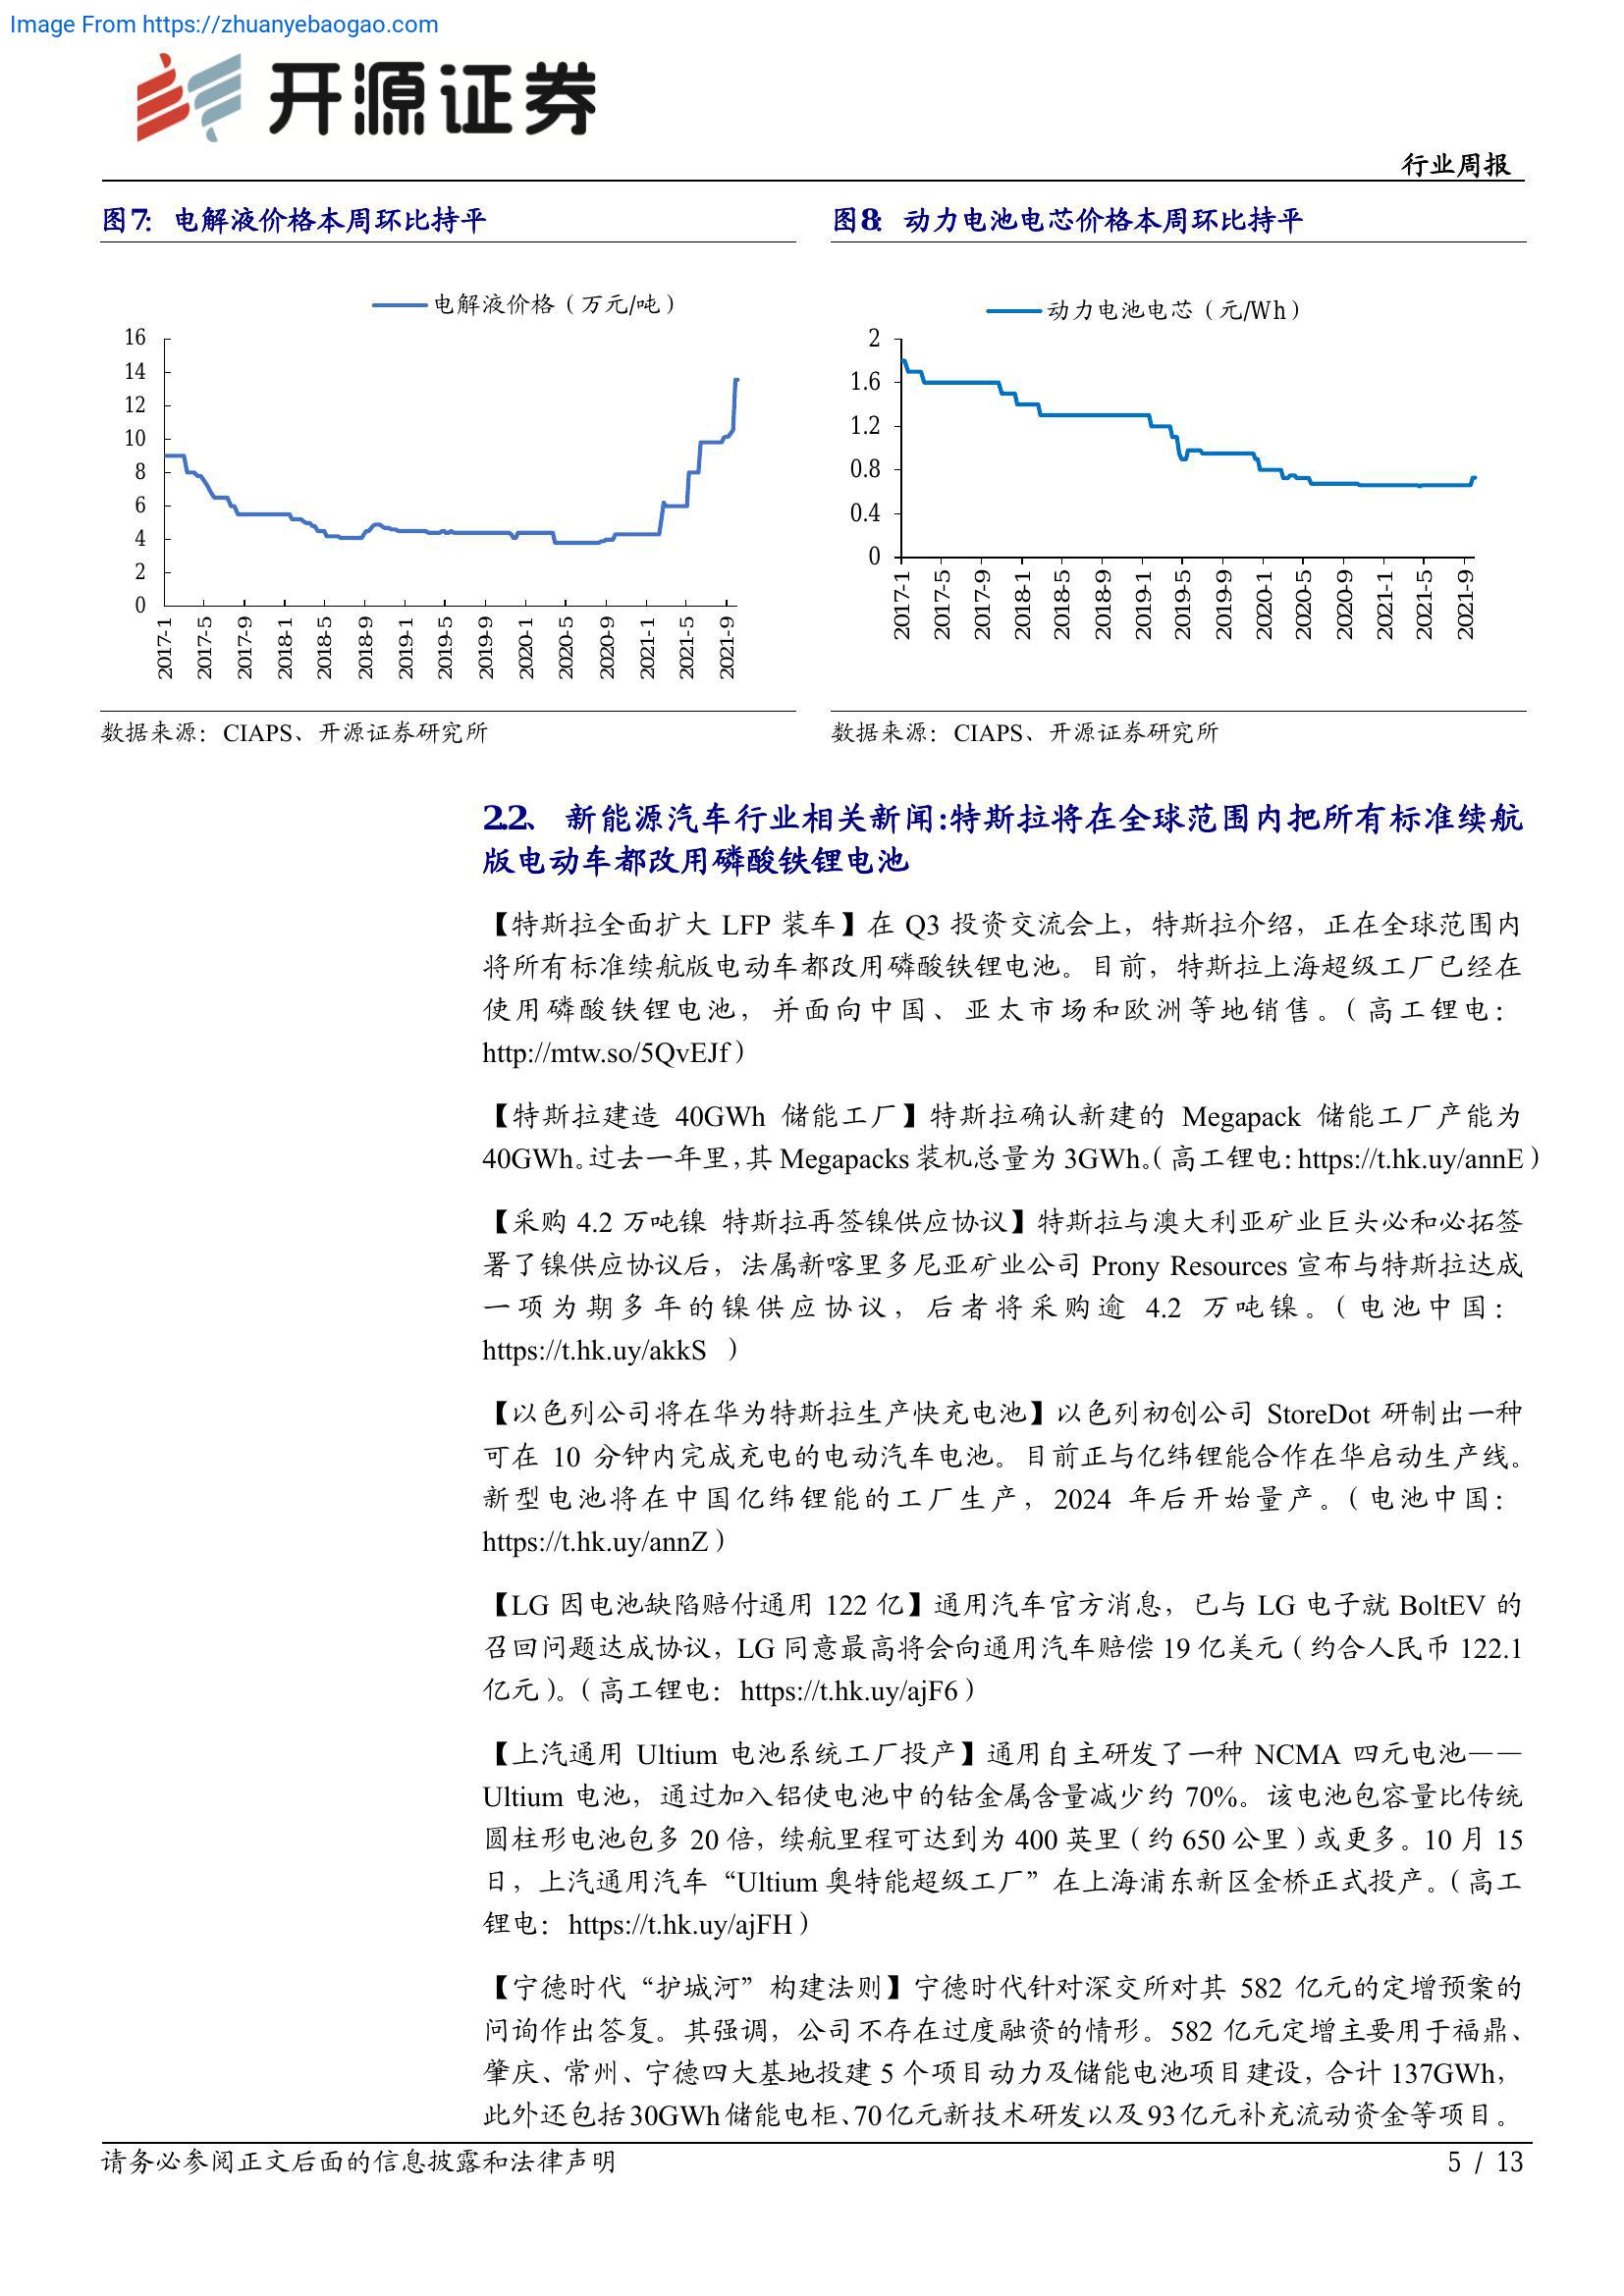 Image From https://zhuanyebaogao.com
开源证券
行业周报
图7： 电解液价格本周环比持平
电解液价格（万元/吨）
16
14
12
10
8
6
4
2
0
2017-1
2017-5
2017-9
2018-1
2018-5
2018-9
2019-1
2019-5
2019-9
2020-1
2020-5
2020-9
2021-1
2021-5
2021-9
数据来源：CIAPS、开源证券研究所
图8： 动力电池电芯价格本周环比持平
动力电池电芯（元/Wh）
2
1.6
1.2
0.8
0.4
0
2017-1
2017-5
2017-9
2018-1
2018-5
2018-9
2019-1
2019-5
2019-9
2020-1
2020-5
2020-9
2021-1
2021-5
2021-9
数据来源：CIAPS、开源证券研究所
2.2、 新能源汽车行业相关新闻:特斯拉将在全球范围内把所有标准续航
版电动车都改用磷酸铁锂电池
【特斯拉全面扩大 LFP 装车】在 Q3 投资交流会上，特斯拉介绍，正在全球范围内
将所有标准续航版电动车都改用磷酸铁锂电池。目前，特斯拉上海超级工厂已经在
使用磷酸铁锂电池，并面向中国、亚太市场和欧洲等地销售。（高工锂电：
http://mtw.so/5QvEJf）
【特斯拉建造 40GWh 储能工厂】特斯拉确认新建的 Megapack 储能工厂产能为
40GWh。过去一年里，其 Megapacks 装机总量为 3GWh。（高工锂电：https://t.hk.uy/annE）
【采购 4.2 万吨镍 特斯拉再签镍供应协议】特斯拉与澳大利亚矿业巨头必和必拓签
署了镍供应协议后，法属新喀里多尼亚矿业公司 Prony Resources 宣布与特斯拉达成
一项为期多年的镍供应协议，后者将采购逾 4.2 万吨镍。（电池中国：
https://t.hk.uy/akkS ）
【以色列公司将在华为特斯拉生产快充电池】以色列初创公司 StoreDot 研制出一种
可在 10 分钟内完成充电的电动汽车电池。目前正与亿纬锂能合作在华启动生产线。
新型电池将在中国亿纬锂能的工厂生产，2024 年后开始量产。（电池中国：
https://t.hk.uy/annZ）
【LG 因电池缺陷赔付通用 122 亿】通用汽车官方消息，已与 LG 电子就 BoltEV 的
召回问题达成协议，LG 同意最高将会向通用汽车赔偿 19 亿美元（约合人民币 122.1
亿元）。（高工锂电：https://t.hk.uy/ajF6）
【上汽通用 Ultium 电池系统工厂投产】通用自主研发了一种 NCMA 四元电池——
Ultium 电池，通过加入铝使电池中的钴金属含量减少约 70%。该电池包容量比传统
圆柱形电池包多 20 倍，续航里程可达到为 400 英里（约 650 公里）或更多。10 月 15
日，上汽通用汽车“Ultium 奥特能超级工厂”在上海浦东新区金桥正式投产。（高工
锂电：https://t.hk.uy/ajFH）
【宁德时代“护城河”构建法则】宁德时代针对深交所对其 582 亿元的定增预案的
问询作出答复。其强调，公司不存在过度融资的情形。582 亿元定增主要用于福鼎、
肇庆、常州、宁德四大基地投建 5 个项目动力及储能电池项目建设，合计 137GWh，
此外还包括30GWh储能电柜、70亿元新技术研发以及93亿元补充流动资金等项目。
请务必参阅正文后面的信息披露和法律声明
5 / 13